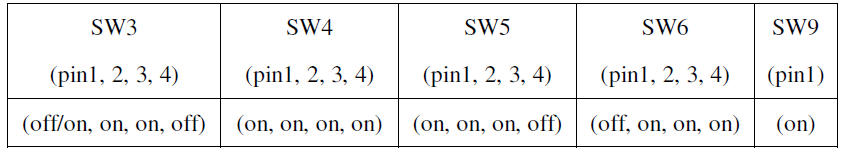 SW3 SW4 SW5 SW6 SW9
(pin1, 2, 3, 4) (pin1, 2, 3, 4) (pin1, 2, 3, 4) (pin1, 2, 3, 4) (pin1)
(off/on, on, on, off) (on, on, on, on) (on, on, on, off) (off, on, on, on) (on)